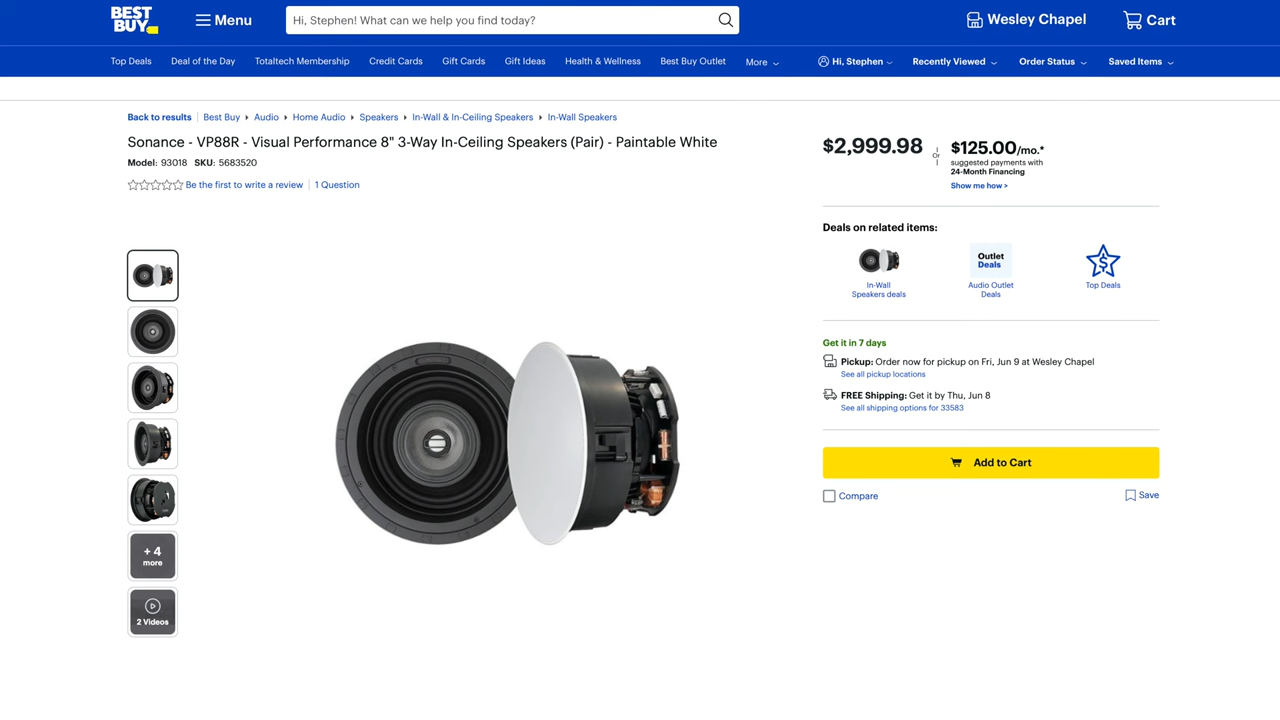 BEST
BUY
Menu
Hi, Stephen! What can we help you find today?
Wesley Chapel
Cart
Top Deals
Deal of the Day
Totaltech Membership
Credit Cards
Gift Cards
Gift Ideas
Health & Wellness
Best Buy Outlet
More
Hi, Stephen
Recently Viewed
Order Status
Saved Items
Back to results
Best Buy
Audio
Home Audio
Speakers
In-Wall & In-Ceiling Speakers
In-Wall Speakers
Sonance - VP88R - Visual Performance 8" 3-Way In-Ceiling Speakers (Pair) - Paintable White
Model: 93018 SKU: 5683520
Be the first to write a review
1 Question
+ 4
more
2 Videos
$2,999.98
Or
$125.00/mo.*
suggested payments with
24-Month Financing
Show me how >
Deals on related items:
In-Wall
Speakers deals
Outlet
Deals
Audio Outlet
Deals
Top Deals
Get it in 7 days
Pickup: Order now for pickup on Fri, Jun 9 at Wesley Chapel
See all pickup locations
FREE Shipping: Get it by Thu, Jun 8
See all shipping options for 33583
Add to Cart
Compare
Save